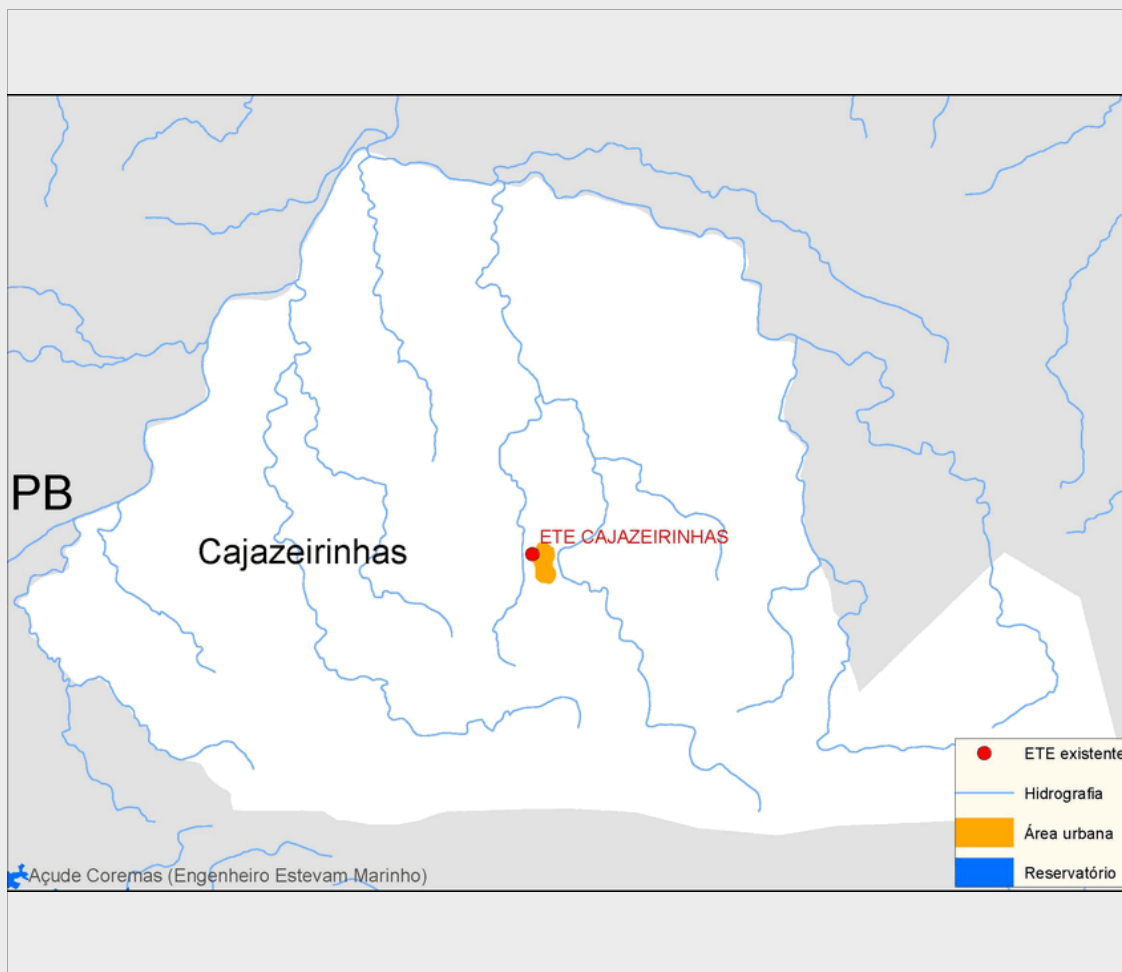 PB
Cajazeirinhas
ETE CAJAZEIRINHAS
ETE existente
Hidrografia
Área urbana
Reservatório
Açude Coremas (Engenheiro Estevam Marinho)